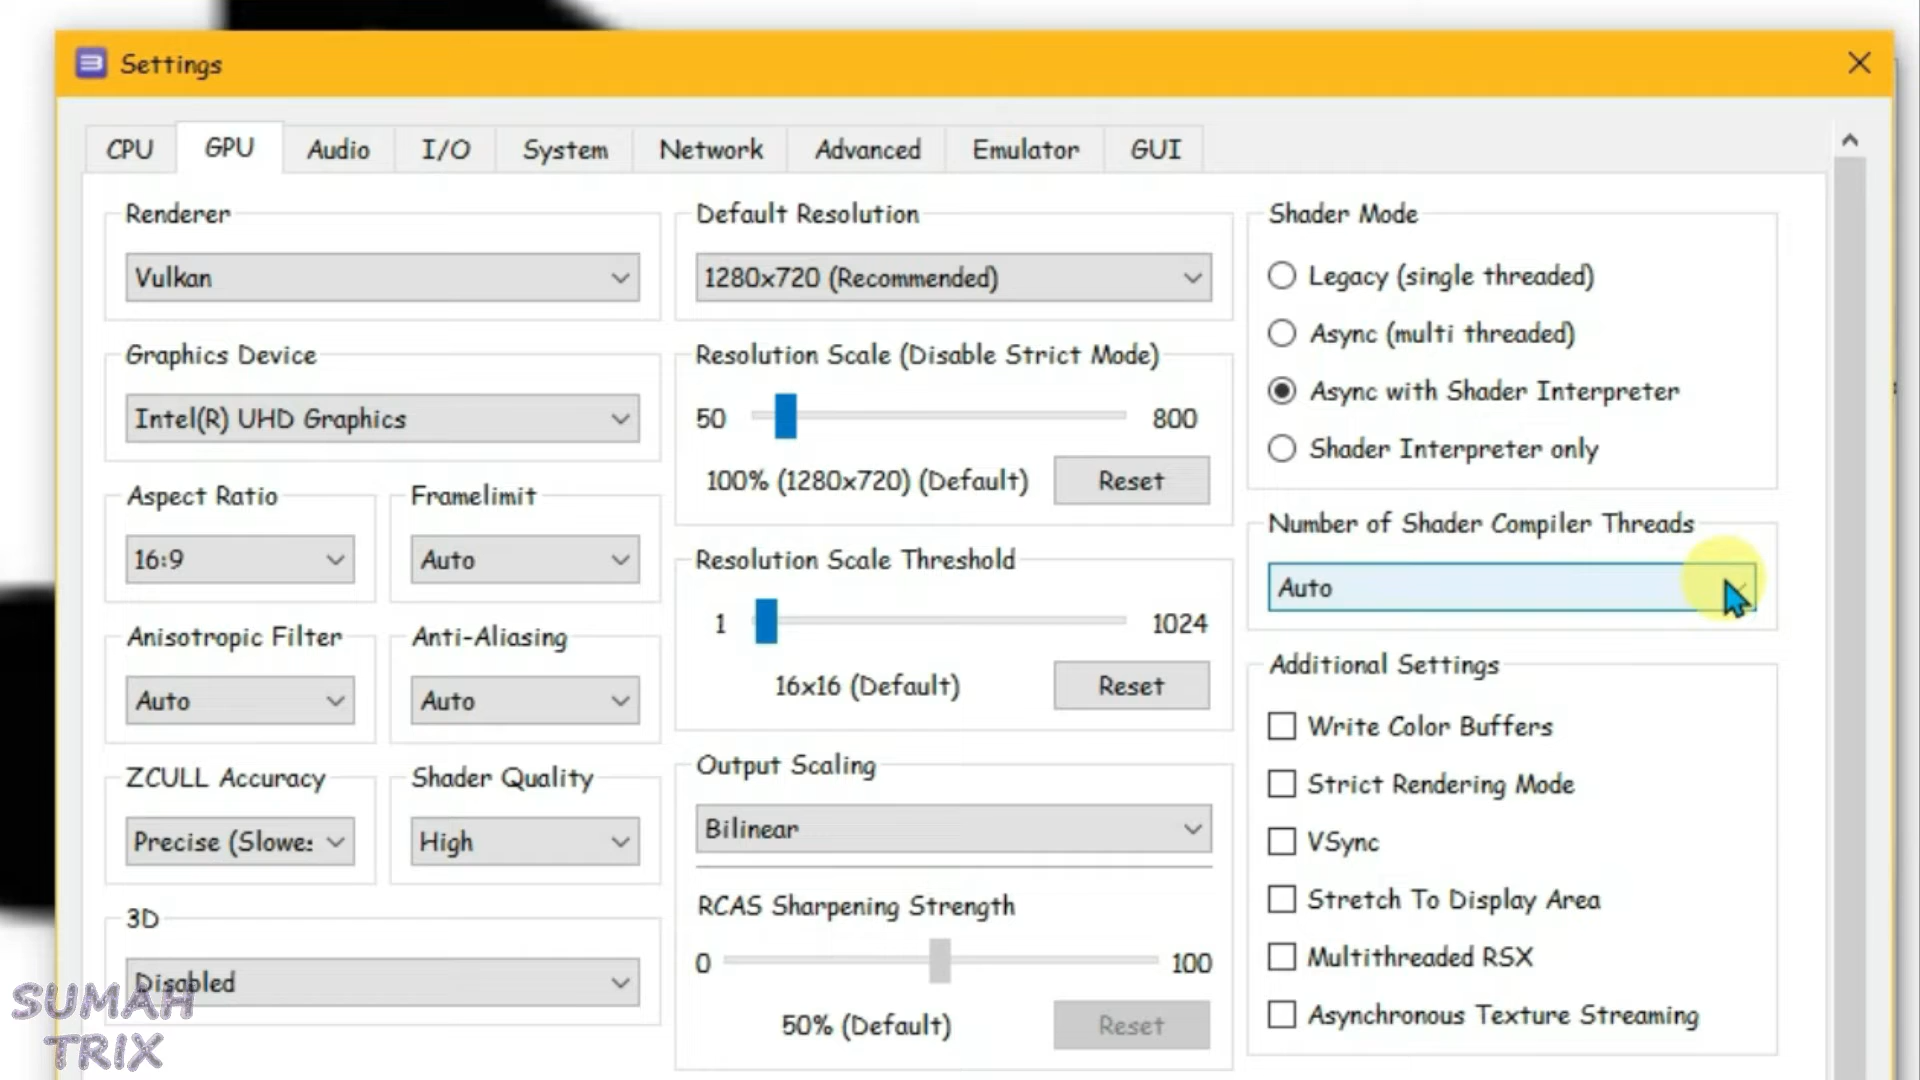 Settings
CPU
GPU
Audio
I/O
System
Network
Advanced
Emulator
GUI
Renderer
Vulkan
Graphics Device
Intel(R) UHD Graphics
Aspect Ratio
16:9
Framelimit
Auto
Anisotropic Filter
Auto
Anti-Aliasing
Auto
ZCULL Accuracy
Precise (Slowes
Shader Quality
High
3D
Disabled
Default Resolution
1280x720 (Recommended)
Resolution Scale (Disable Strict Mode)
50
800
100% (1280x720) (Default)
Reset
Resolution Scale Threshold
1
1024
16x16 (Default)
Reset
Output Scaling
Bilinear
RCAS Sharpening Strength
0
100
50% (Default)
Reset
Shader Mode
Legacy (single threaded)
Async (multi threaded)
Async with Shader Interpreter
Shader Interpreter only
Number of Shader Compiler Threads
Auto
Additional Settings
Write Color Buffers
Strict Rendering Mode
VSync
Stretch To Display Area
Multithreaded RSX
Asynchronous Texture Streaming
SUMAH
TRIX